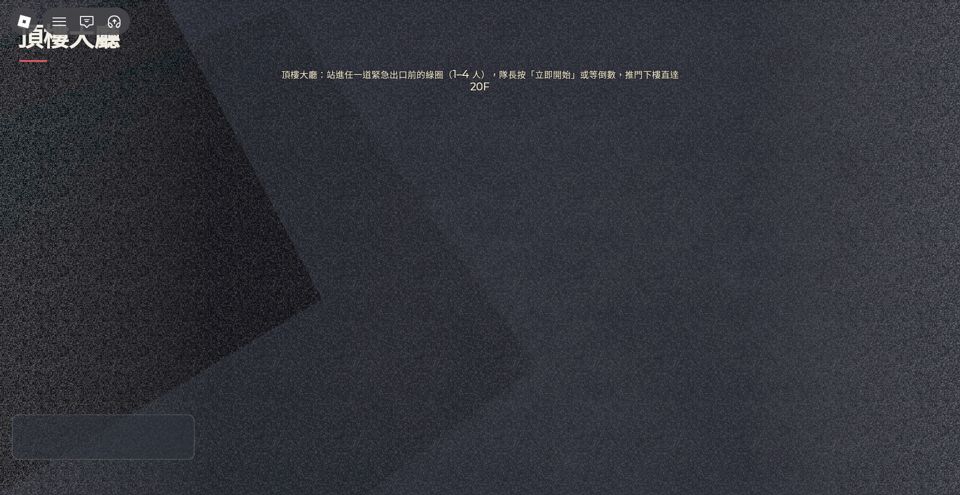 頂樓大廳
頂樓大廳：站進任一道緊急出口前的綠圈（1–4 人），隊長按「立即開始」或等倒數，推門下樓直達
20F